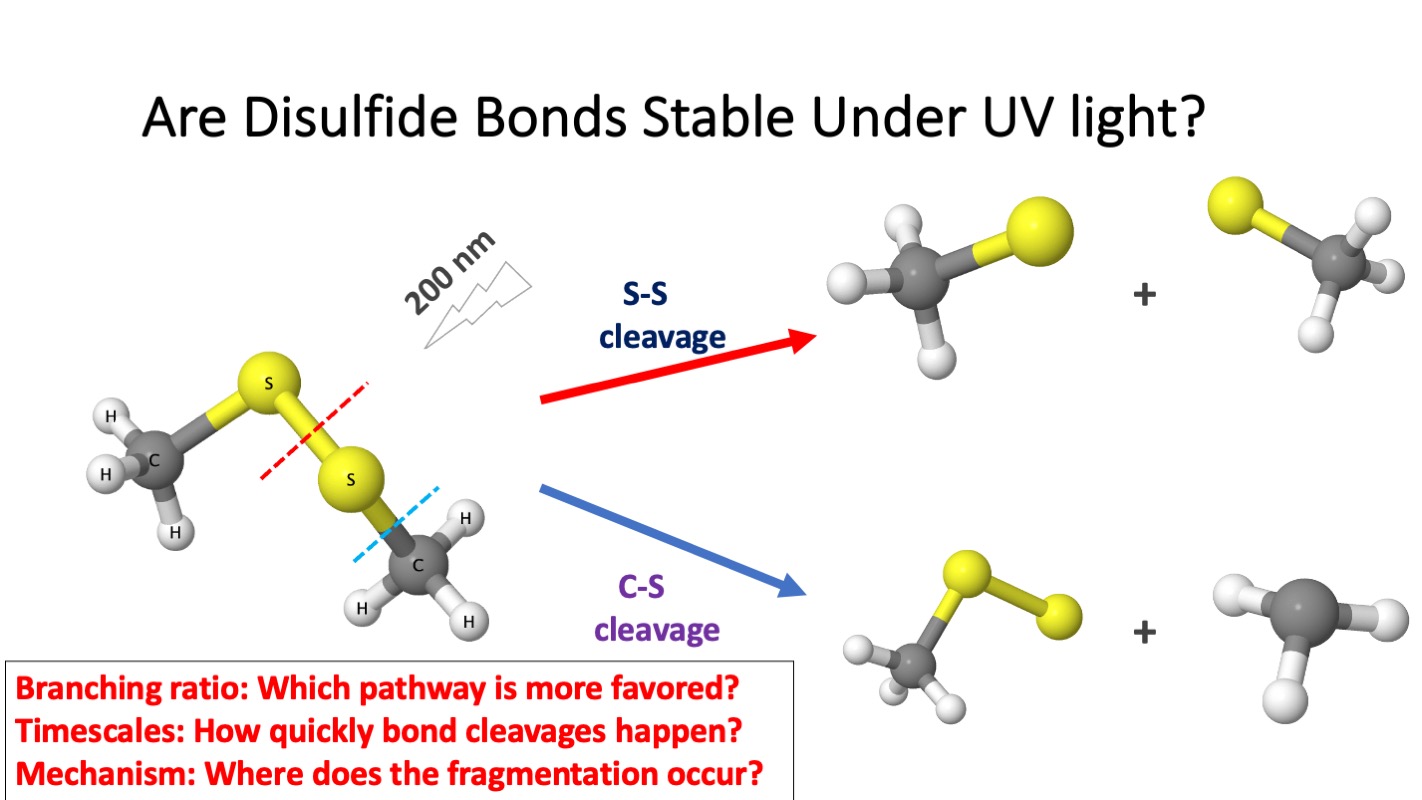 Are Disulfide Bonds Stable Under UV light?
200 nm
S-S
cleavage
+
S
H
C
H
S
H
H
C
H
H
C-S
cleavage
+
Branching ratio: Which pathway is more favored?
Timescales: How quickly bond cleavages happen?
Mechanism: Where does the fragmentation occur?